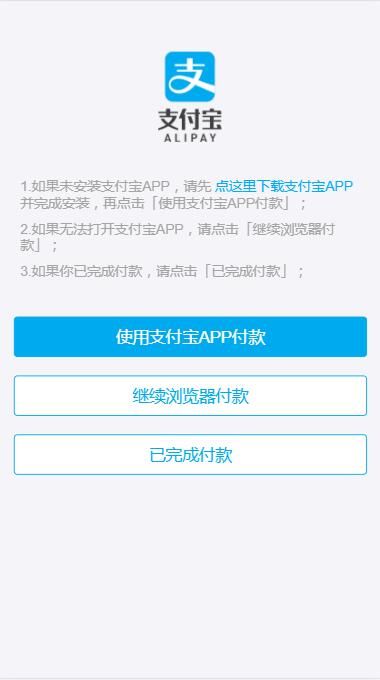 支
支付宝
ALIPAY
1.如果未安装支付宝APP，请先 点这里下载支付宝APP
并完成安装，再点击「使用支付宝APP付款」；
2.如果无法打开支付宝APP，请点击「继续浏览器付
款」；
3.如果你已完成付款，请点击「已完成付款」；
使用支付宝APP付款
继续浏览器付款
已完成付款